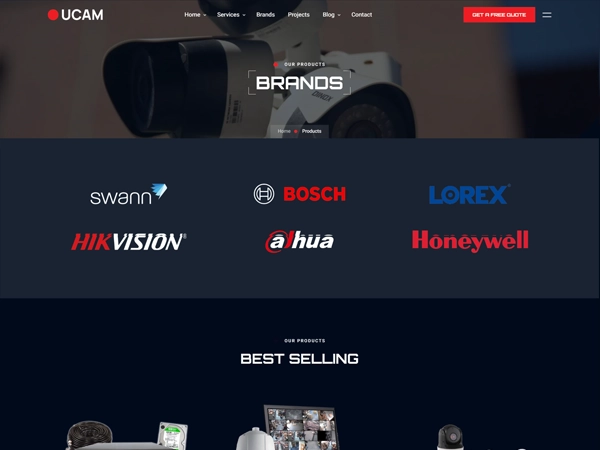 UCAM
Home Services Brands Projects Blog Contact
GET A FREE QUOTE
OUR PRODUCTS
BRANDS
LOREX
Home Products
swann
BOSCH
LOREX
HIKVISION®
alhua
Honeywell
OUR PRODUCTS
BEST SELLING